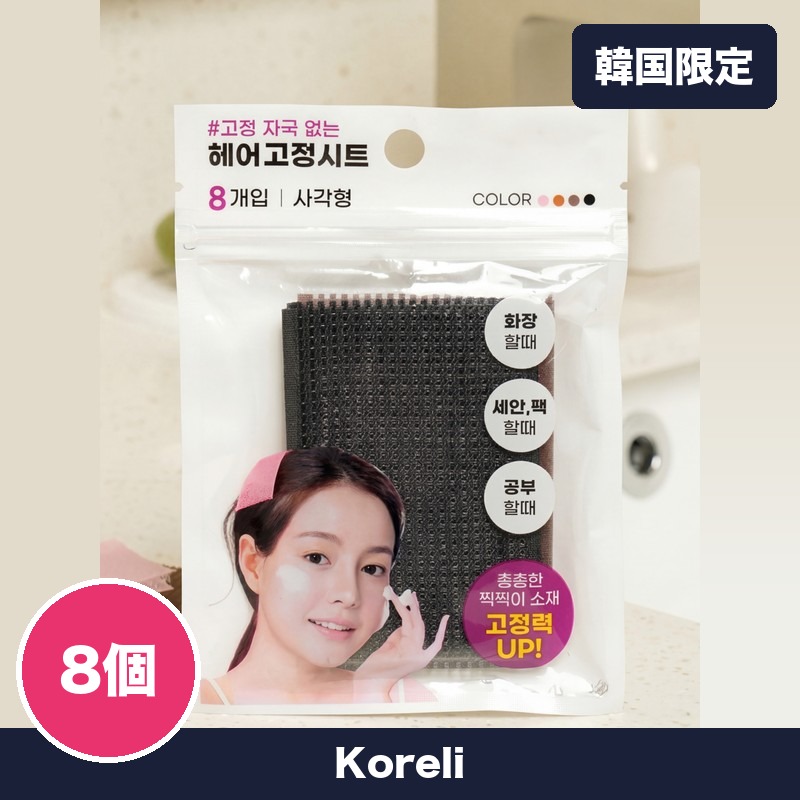 韓国限定
#고정 자국 없는
헤어고정시트
8개입 | 사각형
COLOR
화장
할때
세안,팩
할때
공부
할때
총총한
찍찍이 소재
고정력
UP!
8個
Koreli